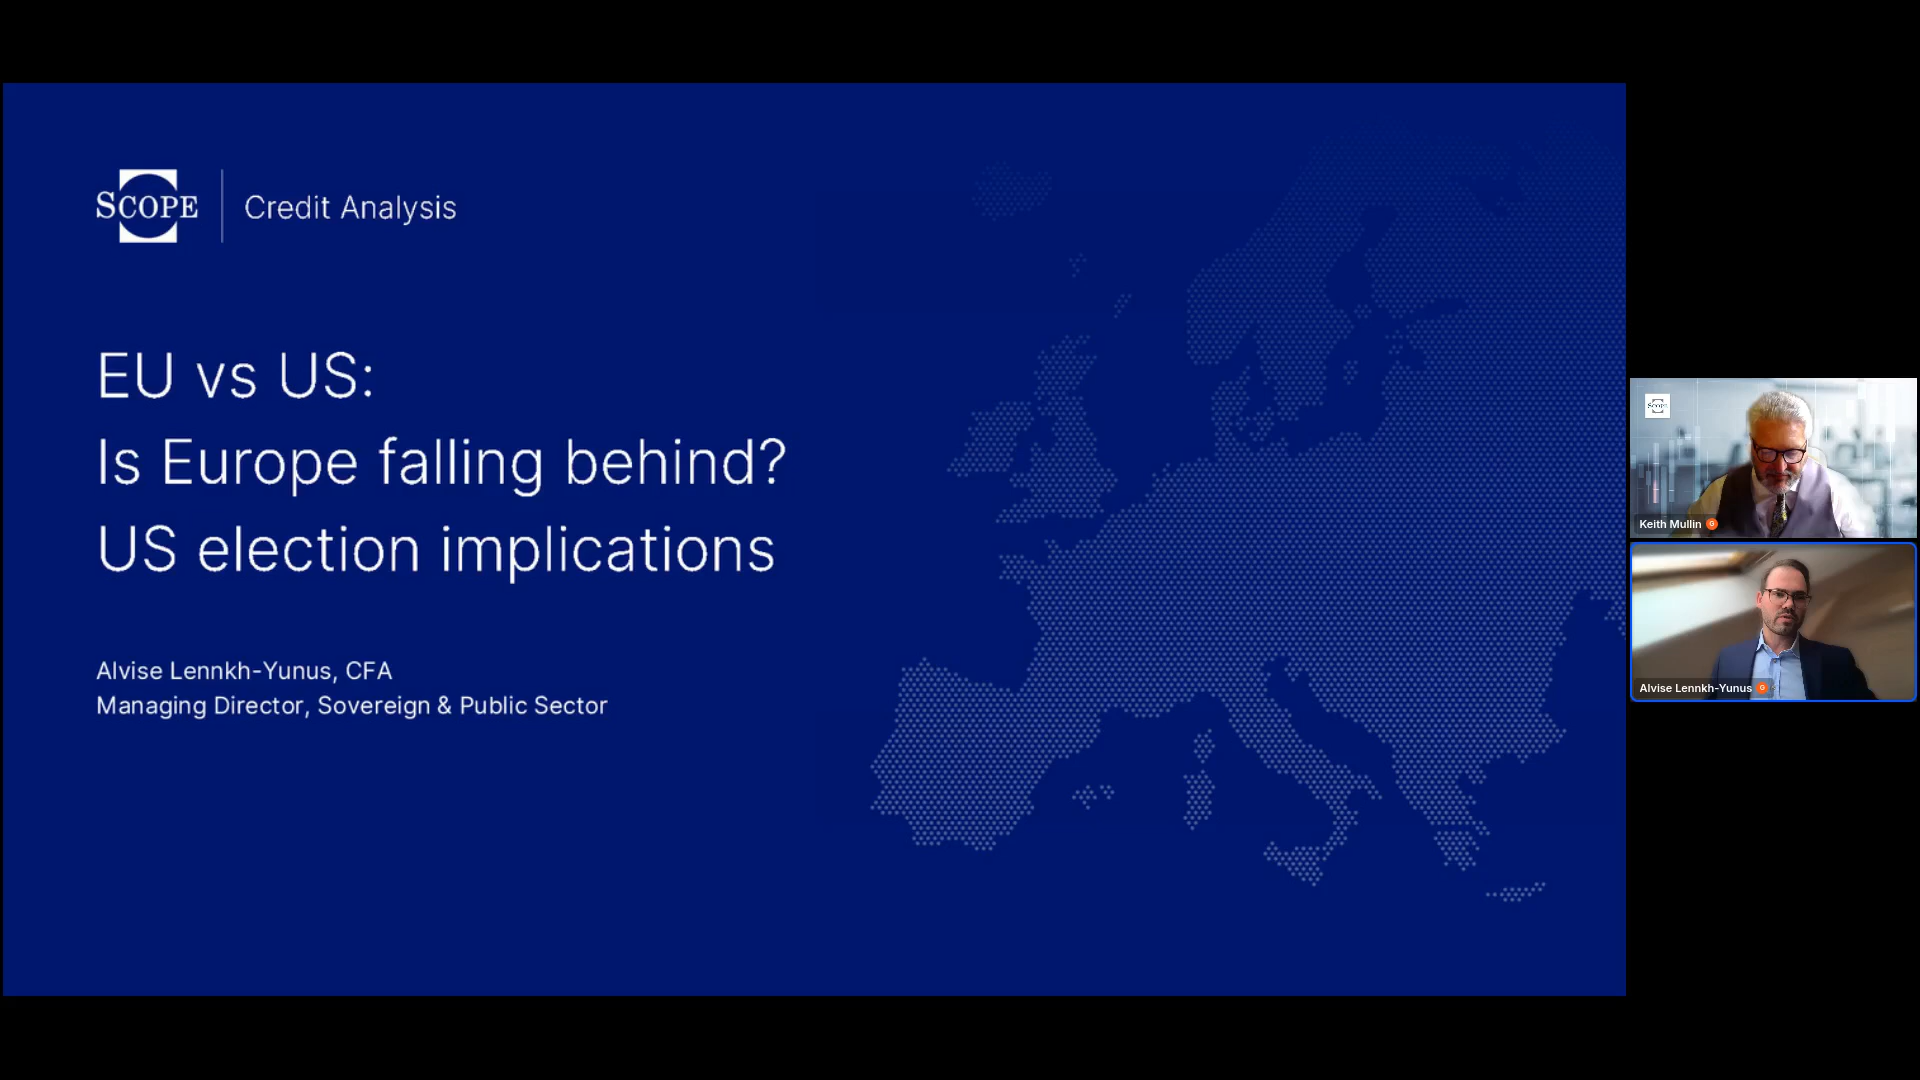 SCOPE
Credit Analysis
EU vs US:
Is Europe falling behind?
US election implications
Alvise Lennkh-Yunus, CFA
Managing Director, Sovereign & Public Sector
SCOPE
Keith Mullin G
Alvise Lennkh-Yunus G